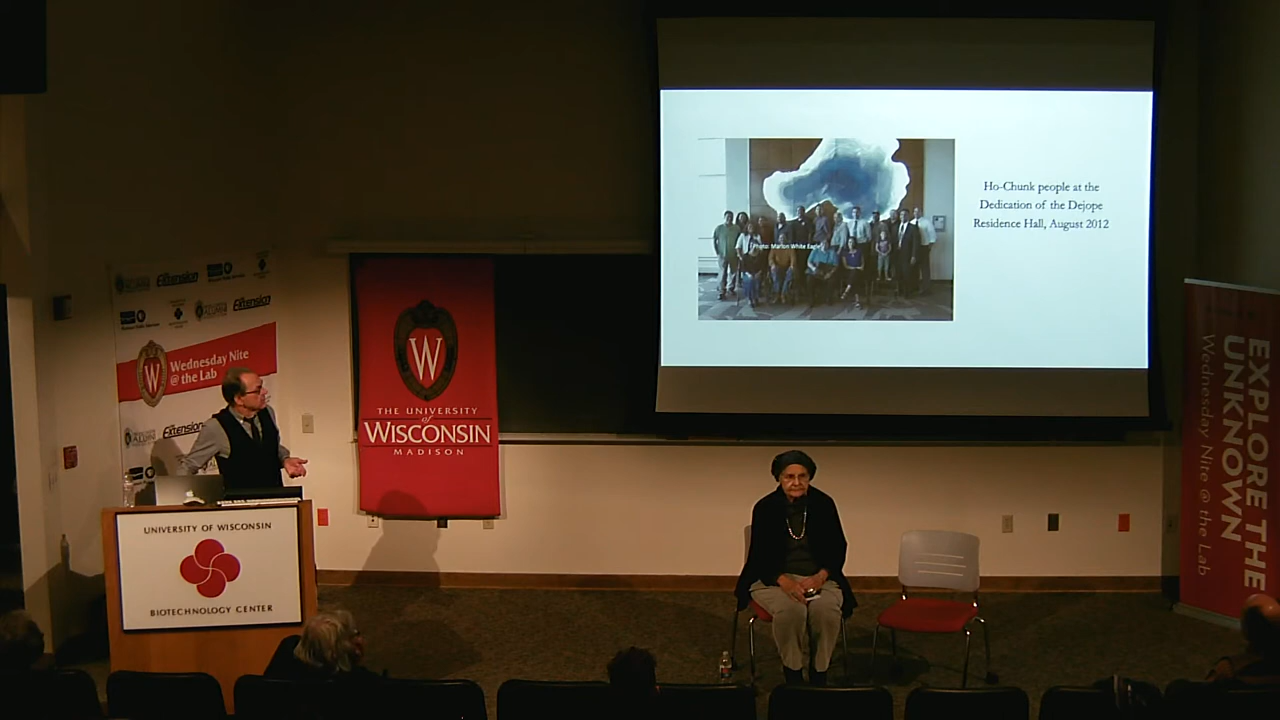 Ho-Chunk people at the
Dedication of the Dejope
Residence Hall, August 2012
Photo: Marlon White Eagle
Extension
Extension
Wednesday Nite
@ the Lab
Extension
W
THE UNIVERSITY
of
WISCONSIN
MADISON
UNIVERSITY OF WISCONSIN
BIOTECHNOLOGY CENTER
EXPLORE THE
UNKNOWN
Wednesday Nite @ the Lab